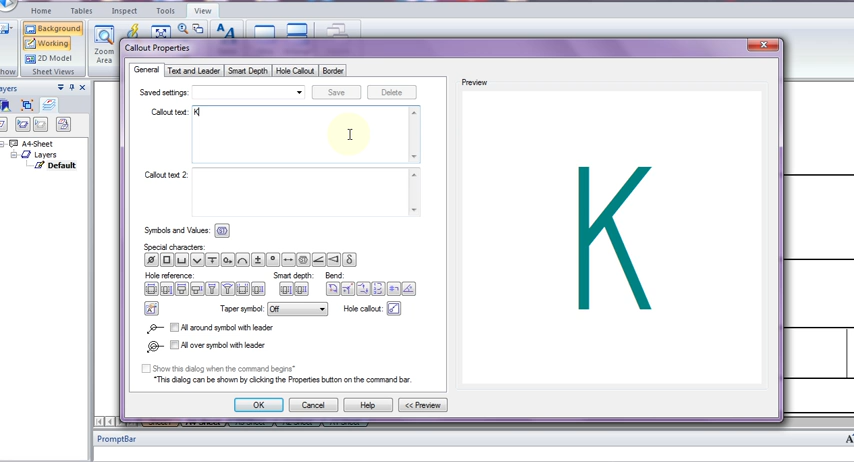 Home Tables Inspect Tools View
Background
Working
2D Model
Sheet Views
Zoom
Area
Callout Properties
General Text and Leader Smart Depth Hole Callout Border
Saved settings: Save Delete
Callout text: K
Callout text 2:
Symbols and Values:
Special characters:
Hole reference: Smart depth: Bend:
Taper symbol: Off Hole callout:
All around symbol with leader
All over symbol with leader
Show this dialog when the command begins*
*This dialog can be shown by clicking the Properties button on the command bar.
OK Cancel Help << Preview
Preview
K
A4-Sheet
Layers
Default
PromptBar